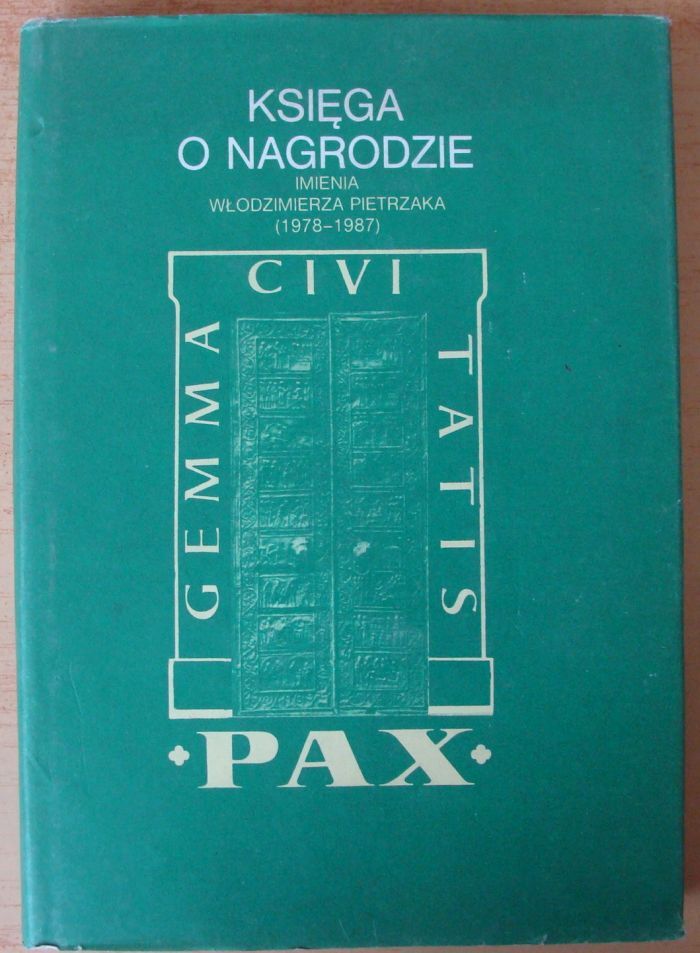 KSIĘGA
O NAGRODZIE
IMIENIA
WŁODZIMIERZA PIETRZAKA
(1978–1987)
GEMMA
CIVI
TATIS
PAX